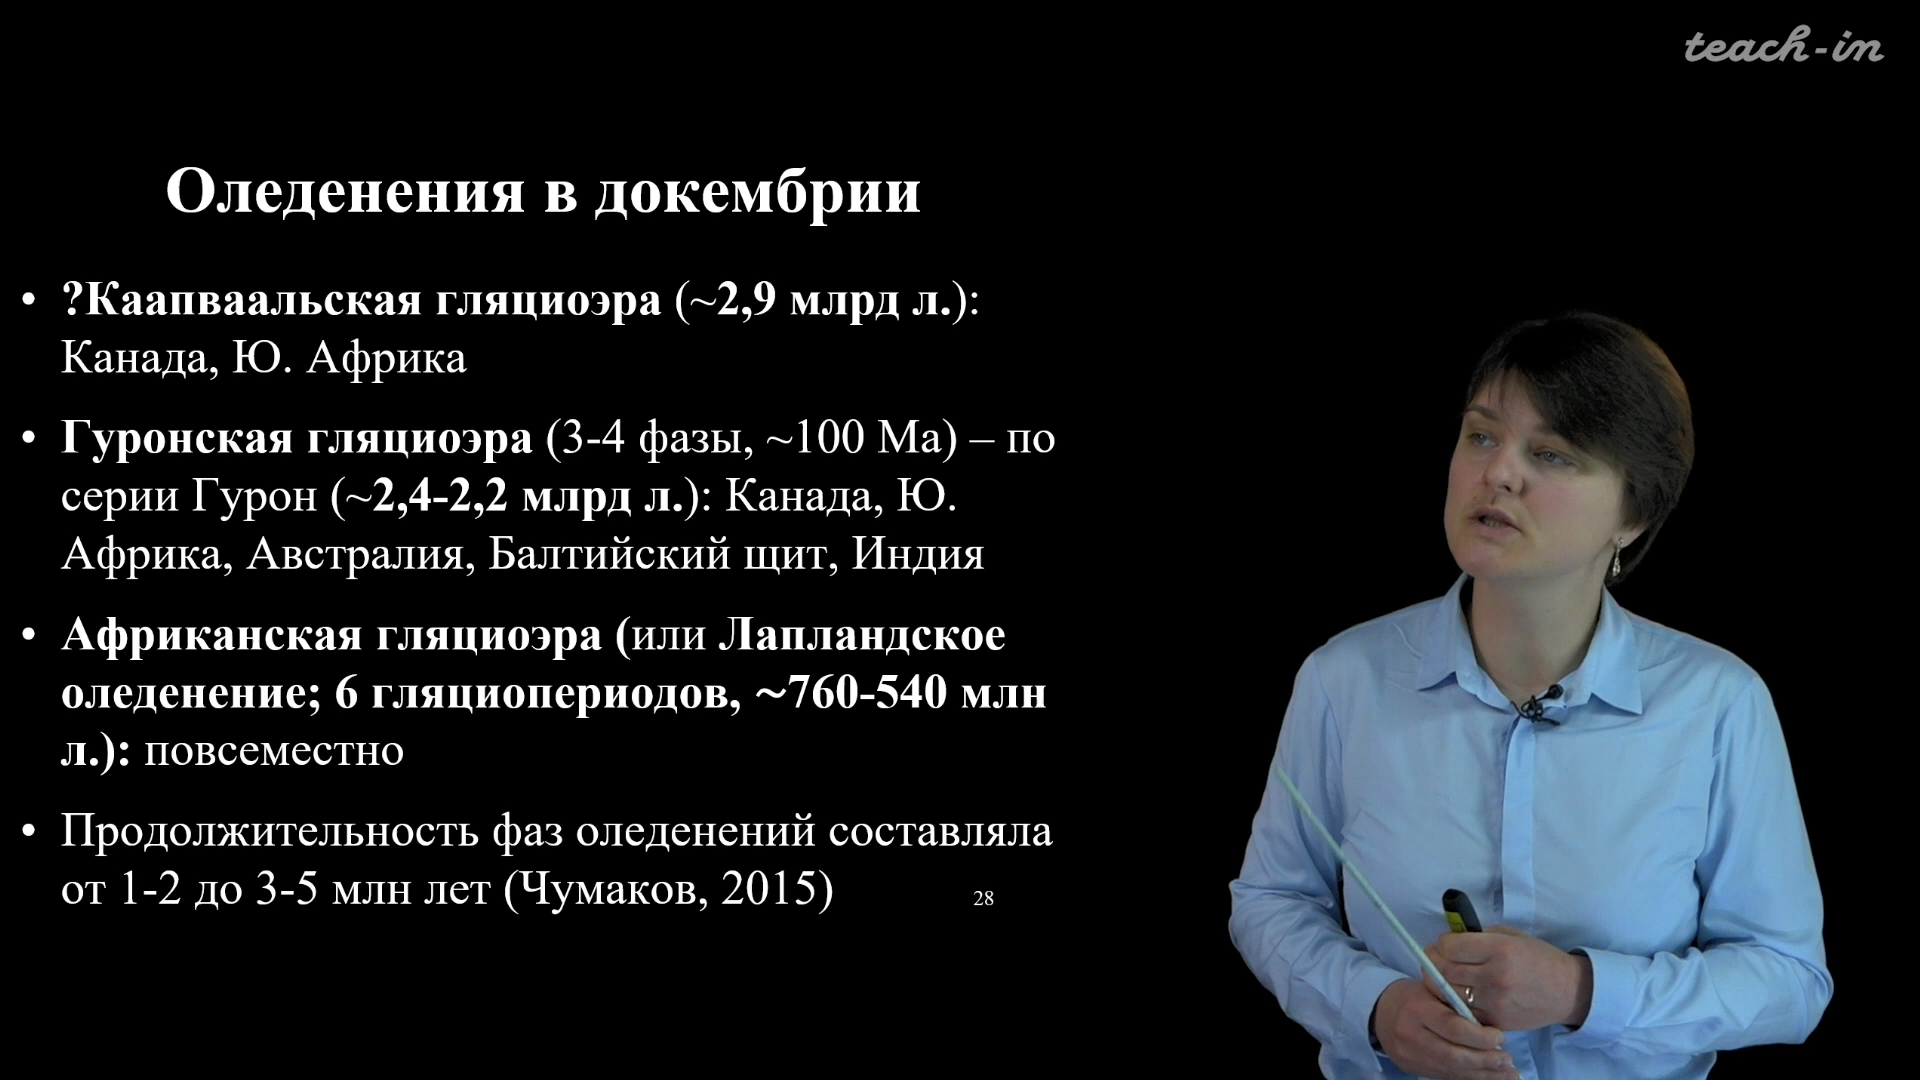 teach-in
Оледенения в докембрии
• ?Каапваальская гляциоэра (~2,9 млрд л.):
Канада, Ю. Африка
• Гуронская гляциоэра (3-4 фазы, ~100 Ма) – по
серии Гурон (~2,4-2,2 млрд л.): Канада, Ю.
Африка, Австралия, Балтийский щит, Индия
• Африканская гляциоэра (или Лапландское
оледенение; 6 гляциопериодов, ~760-540 млн
л.): повсеместно
• Продолжительность фаз оледенений составляла
от 1-2 до 3-5 млн лет (Чумаков, 2015)
28